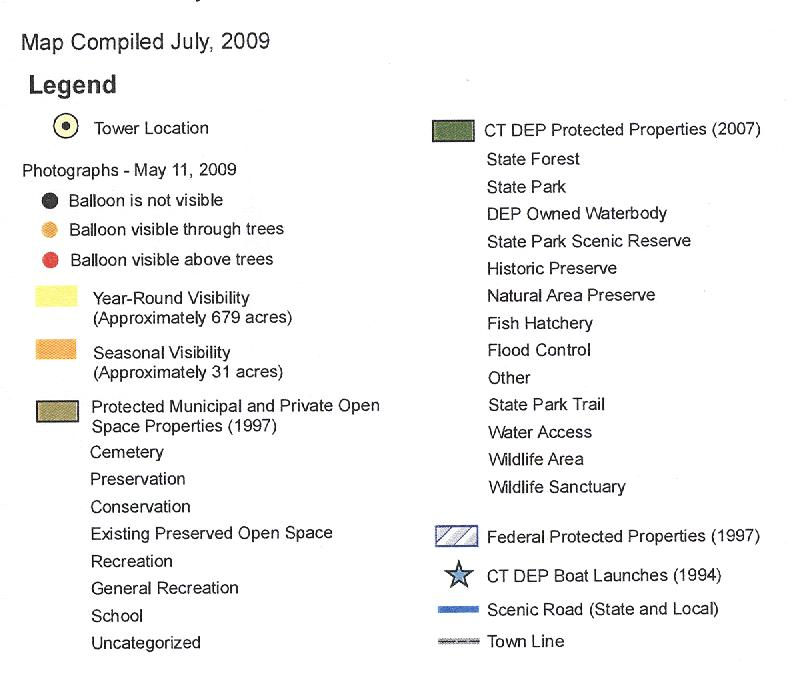 Map Compiled July, 2009
Legend
Tower Location
Photographs - May 11, 2009
Balloon is not visible
Balloon visible through trees
Balloon visible above trees
Year-Round Visibility
(Approximately 679 acres)
Seasonal Visibility
(Approximately 31 acres)
Protected Municipal and Private Open
Space Properties (1997)
Cemetery
Preservation
Conservation
Existing Preserved Open Space
Recreation
General Recreation
School
Uncategorized
CT DEP Protected Properties (2007)
State Forest
State Park
DEP Owned Waterbody
State Park Scenic Reserve
Historic Preserve
Natural Area Preserve
Fish Hatchery
Flood Control
Other
State Park Trail
Water Access
Wildlife Area
Wildlife Sanctuary
Federal Protected Properties (1997)
CT DEP Boat Launches (1994)
Scenic Road (State and Local)
Town Line